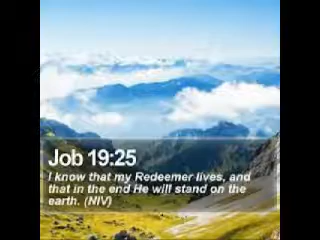 Job 19:25
I know that my Redeemer lives, and
that in the end He will stand on the
earth. (NIV)